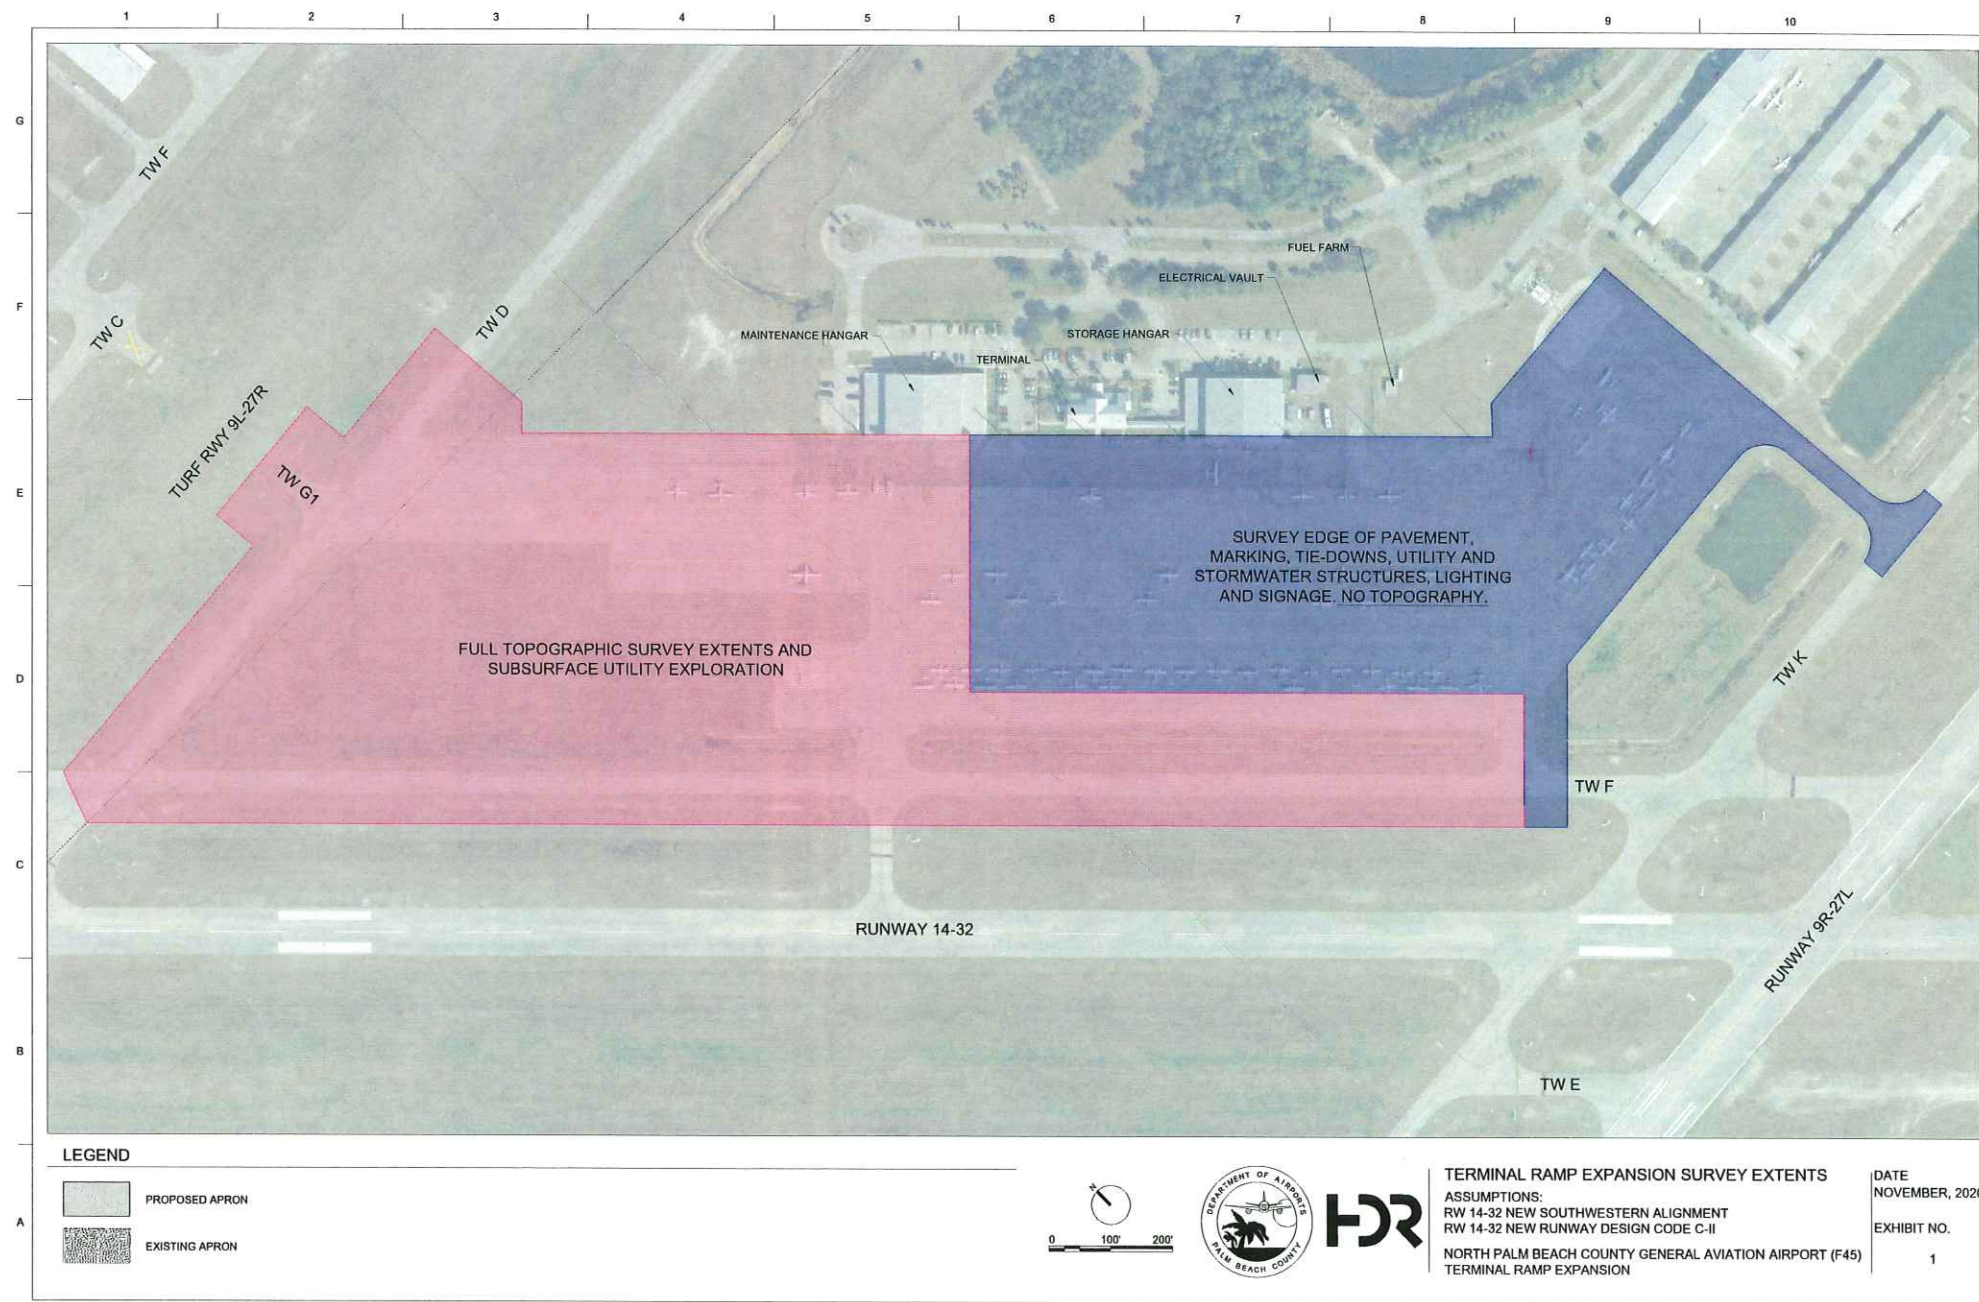 1 2 3 4 5 6 7 8 9 10
G
F
E
D
C
B
A
TW F
TW C
TW D
TURF RWY 9L-27R
TW G1
FUEL FARM
ELECTRICAL VAULT
MAINTENANCE HANGAR
STORAGE HANGAR
TERMINAL
SURVEY EDGE OF PAVEMENT,
MARKING, TIE-DOWNS, UTILITY AND
STORMWATER STRUCTURES, LIGHTING
AND SIGNAGE. NO TOPOGRAPHY.
FULL TOPOGRAPHIC SURVEY EXTENTS AND
SUBSURFACE UTILITY EXPLORATION
TW K
TW F
RUNWAY 14-32
RUNWAY 9R-27L
TW E
LEGEND
PROPOSED APRON
EXISTING APRON
N
0 100' 200'
DEPARTMENT OF AIRPORTS
PALM BEACH COUNTY
HDR
TERMINAL RAMP EXPANSION SURVEY EXTENTS
ASSUMPTIONS:
RW 14-32 NEW SOUTHWESTERN ALIGNMENT
RW 14-32 NEW RUNWAY DESIGN CODE C-II
NORTH PALM BEACH COUNTY GENERAL AVIATION AIRPORT (F45)
TERMINAL RAMP EXPANSION
DATE
NOVEMBER, 2020
EXHIBIT NO.
1